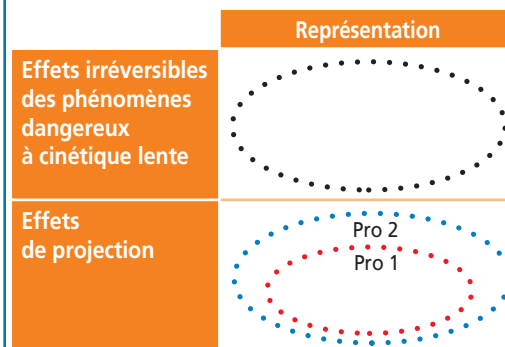 Représentation
Effets irréversibles
des phénomènes
dangereux
à cinétique lente
Effets
de projection
Pro 2
Pro 1